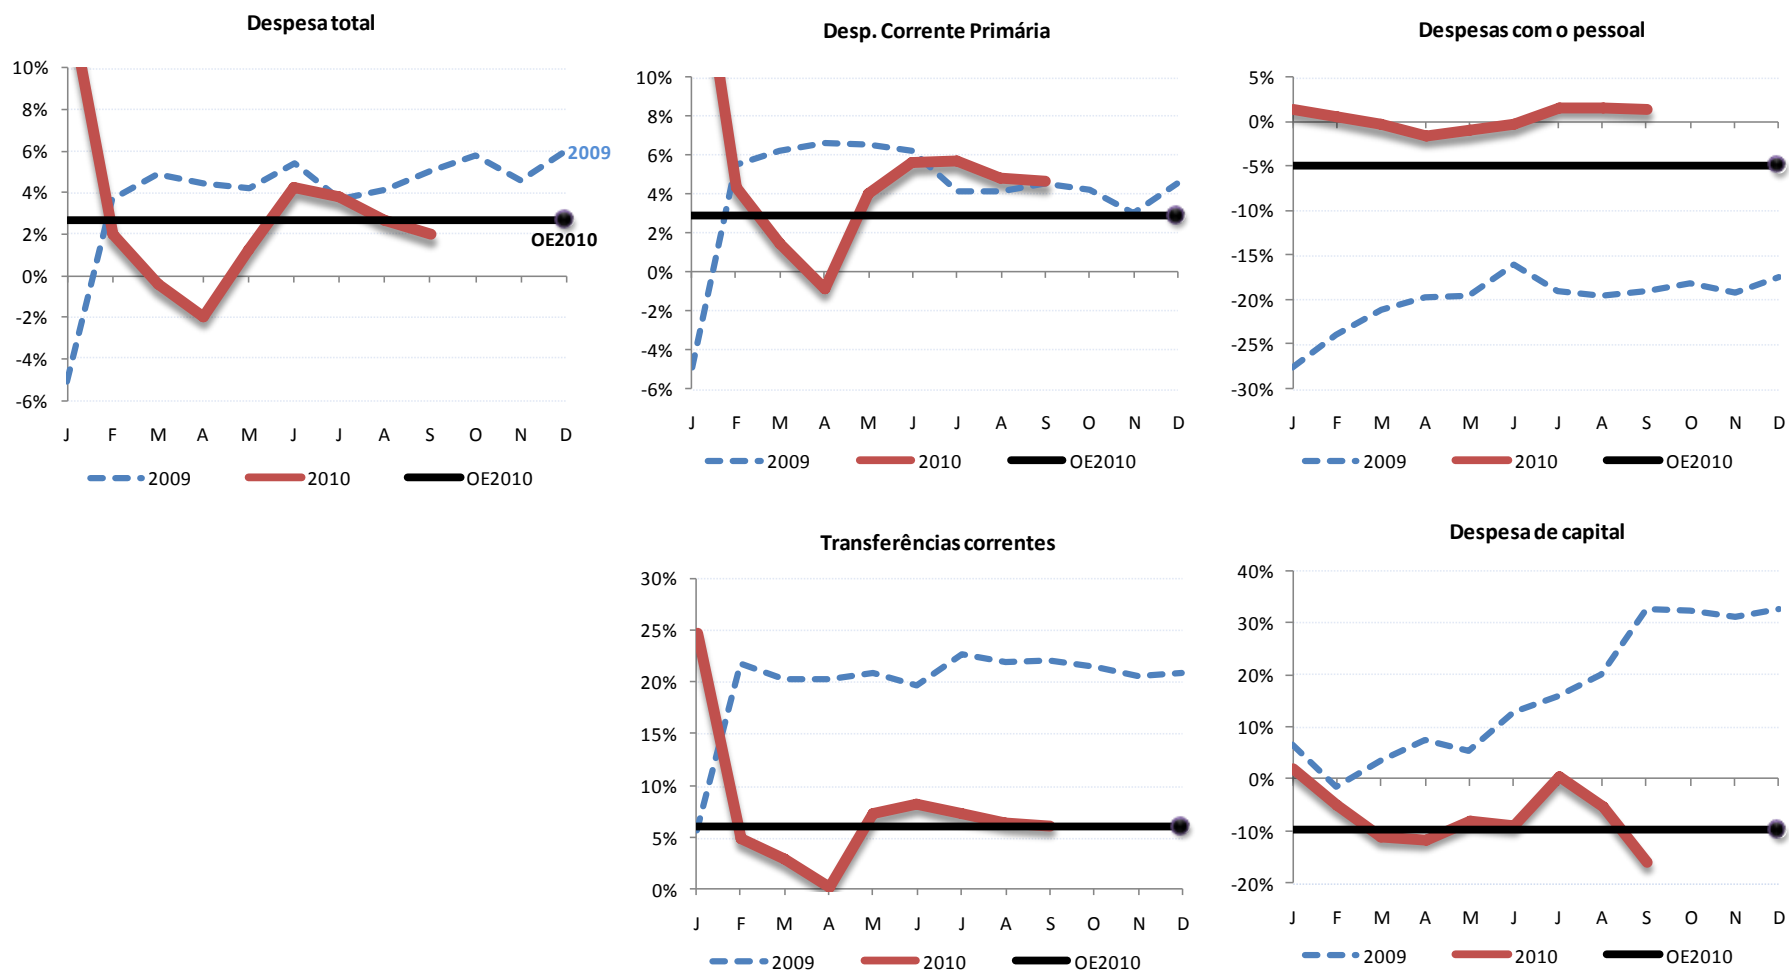 Despesa total
10%
8%
6%
4%
2%
0%
-2%
-4%
-6%
2009
OE2010
J F M A M J J A S O N D
2009 2010 OE2010
Desp. Corrente Primária
10%
8%
6%
4%
2%
0%
-2%
-4%
-6%
J F M A M J J A S O N D
2009 2010 OE2010
Despesas com o pessoal
5%
0%
-5%
-10%
-15%
-20%
-25%
-30%
J F M A M J J A S O N D
2009 2010 OE2010
Transferências correntes
30%
25%
20%
15%
10%
5%
0%
J F M A M J J A S O N D
2009 2010 OE2010
Despesa de capital
40%
30%
20%
10%
0%
-10%
-20%
J F M A M J J A S O N D
2009 2010 OE2010